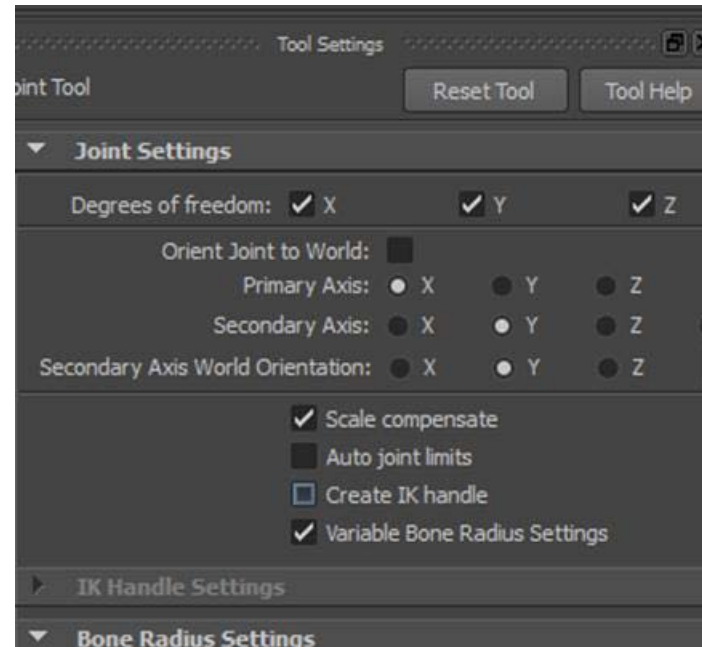 Tool Settings
oint Tool Reset Tool Tool Help
Joint Settings
Degrees of freedom: X Y Z
Orient Joint to World:
Primary Axis: X Y Z
Secondary Axis: X Y Z
Secondary Axis World Orientation: X Y Z
Scale compensate
Auto joint limits
Create IK handle
Variable Bone Radius Settings
IK Handle Settings
Bone Radius Settings